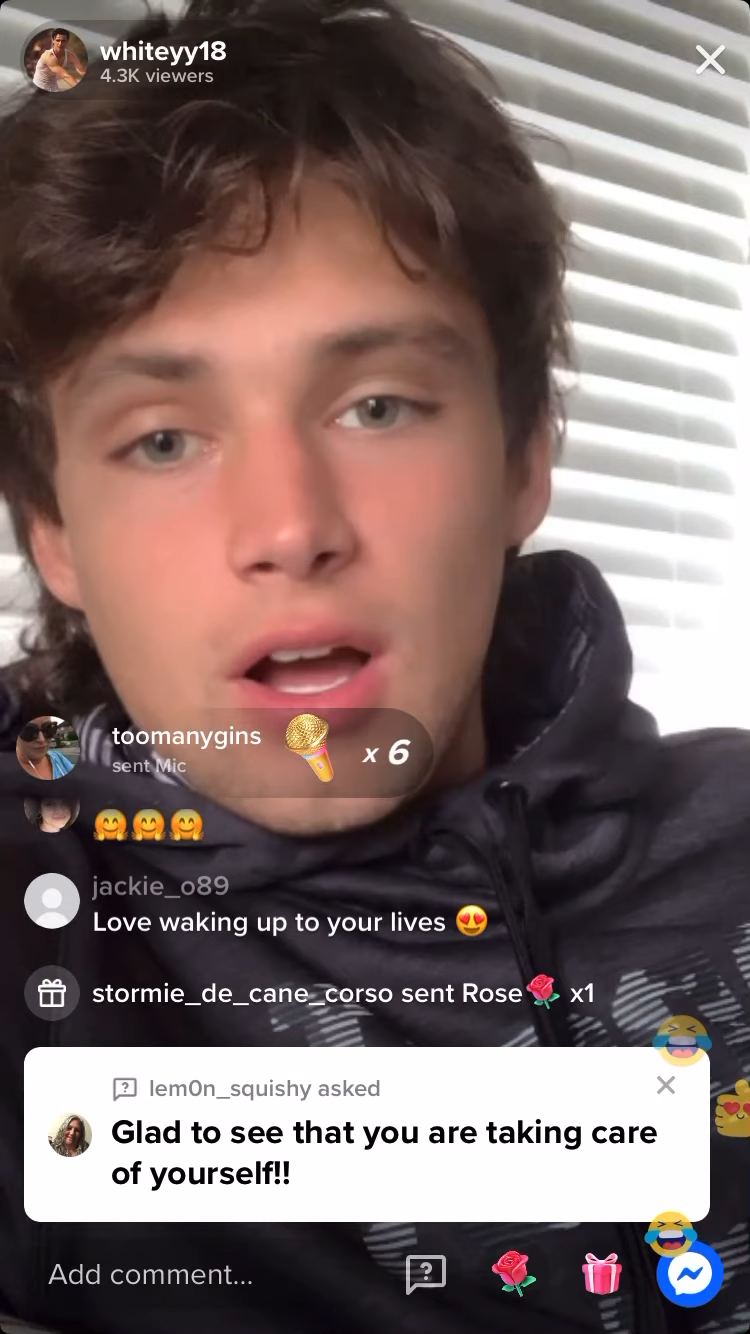 whiteyy18
4.3K viewers
toomanygins
sent Mic
x 6
🤗🤗🤗
jackie_o89
Love waking up to your lives 😍
stormie_de_cane_corso sent Rose🌹 x1
lem0n_squishy asked
Glad to see that you are taking care
of yourself!!
Add comment...